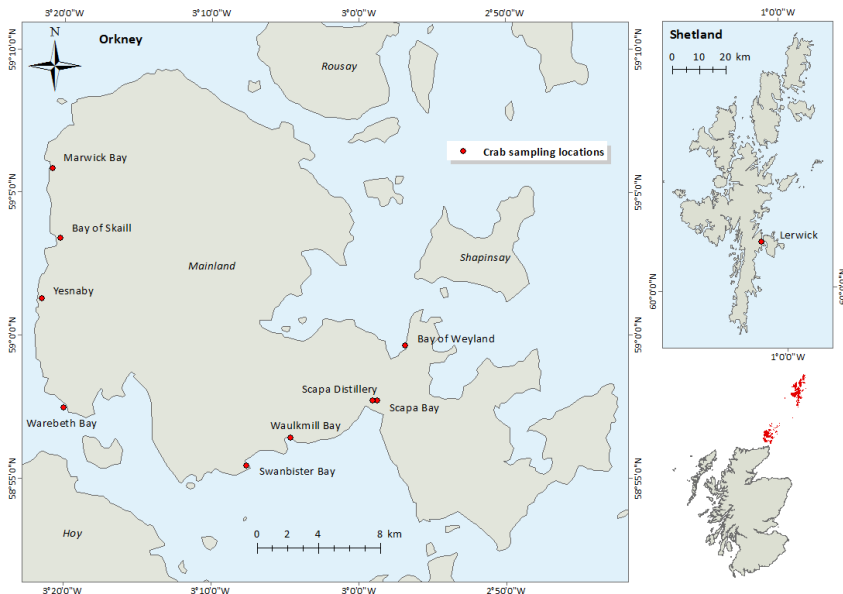 3°20'0"W
3°10'0"W
3°0'0"W
2°50'0"W
1°0'0"W
N
Orkney
Shetland
0 10 20 km
59°10'0"N
59°10'0"N
Rousay
Crab sampling locations
Marwick Bay
59°5'0"N
59°5'0"N
Bay of Skaill
Lerwick
Mainland
Shapinsay
Yesnaby
60°0'0"N
59°0'0"N
59°0'0"N
Bay of Weyland
1°0'0"W
Scapa Distillery
Scapa Bay
Warebeth Bay
Waulkmill Bay
Swanbister Bay
58°55'0"N
58°55'0"N
Hoy
0 2 4 8 km
3°20'0"W
3°10'0"W
3°0'0"W
2°50'0"W